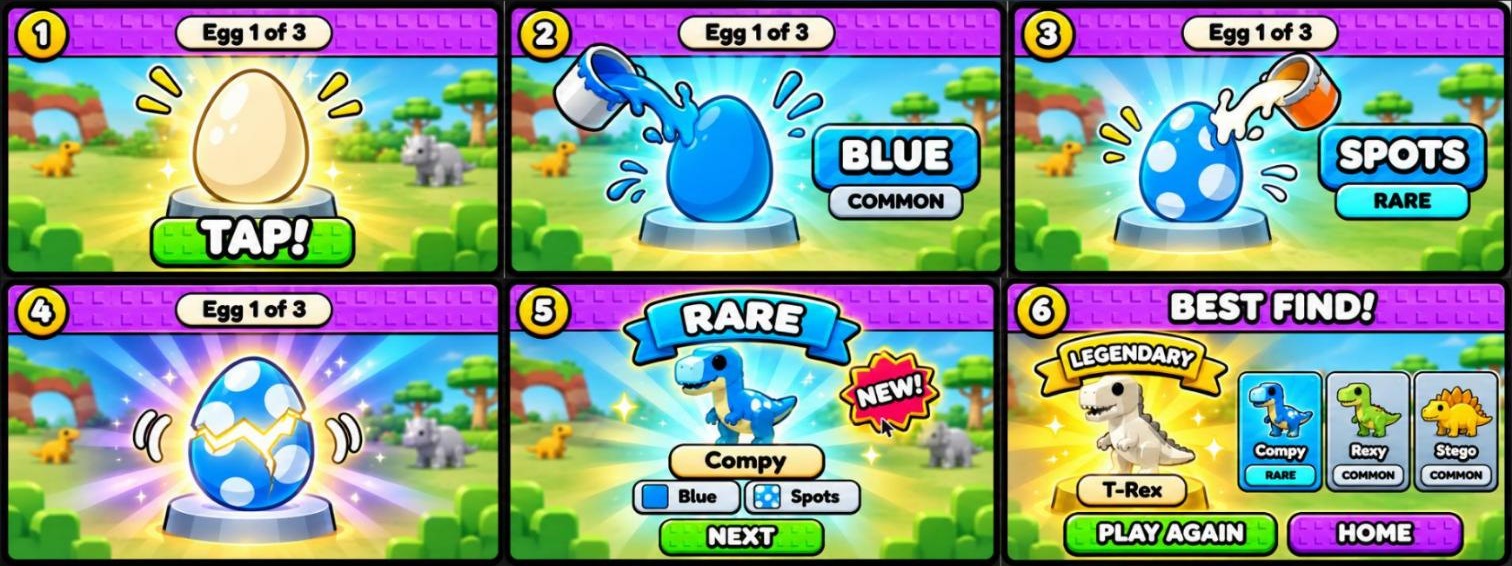 1
Egg 1 of 3
TAP!
2
Egg 1 of 3
BLUE
COMMON
3
Egg 1 of 3
SPOTS
RARE
4
Egg 1 of 3
5
RARE
NEW!
Compy
Blue
Spots
NEXT
6
BEST FIND!
LEGENDARY
T-Rex
Compy
RARE
Rexy
COMMON
Stego
COMMON
PLAY AGAIN
HOME